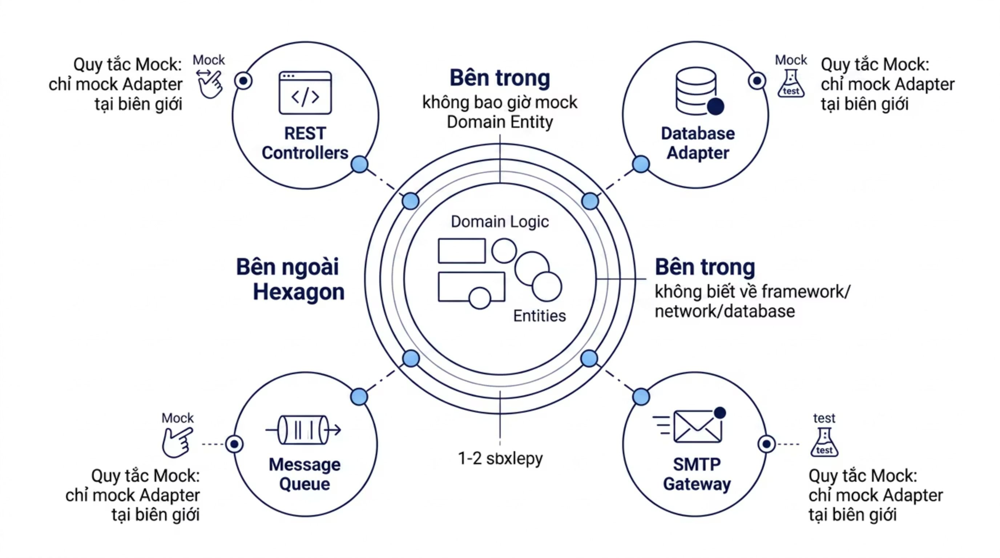 Quy tắc Mock:
chỉ mock Adapter
tại biên giới
Mock
REST
Controllers
Bên trong
không bao giờ mock
Domain Entity
Database
Adapter
Mock
test
Quy tắc Mock:
chỉ mock Adapter
tại biên giới
Domain Logic
Entities
Bên ngoài
Hexagon
Bên trong
không biết về framework/
network/database
Mock
Quy tắc Mock:
chỉ mock Adapter
tại biên giới
Message
Queue
1-2 sbxlepy
SMTP
Gateway
test
test
Quy tắc Mock:
chỉ mock Adapter
tại biên giới